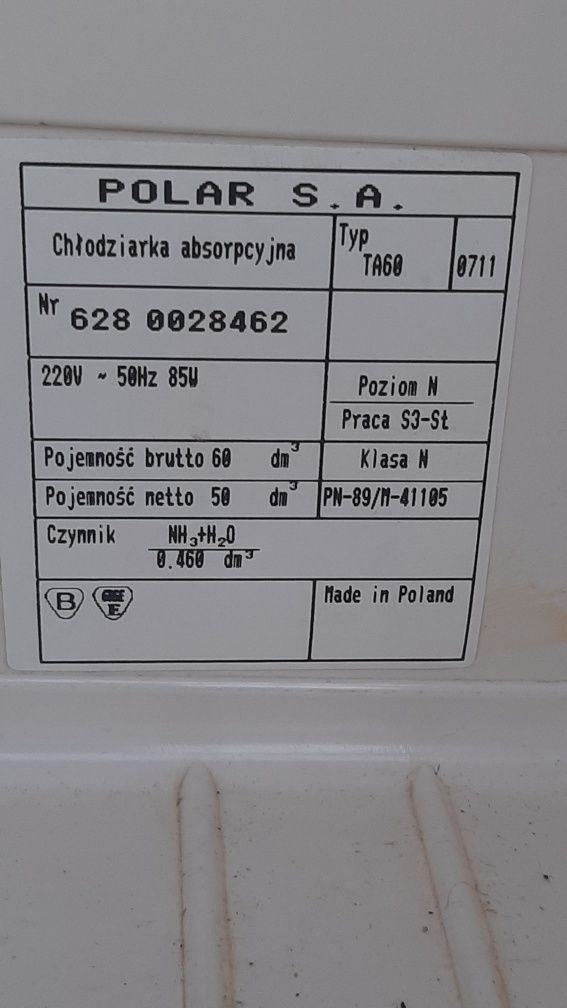 POLAR S.A.
Chłodziarka absorpcyjna
Typ
TA60
0711
Nr 628 0028462
220V ~ 50Hz 85W
Poziom N
Praca S3-St
Pojemność brutto 60 dm³
Klasa N
Pojemność netto 50 dm³
PN-89/M-41105
Czynnik NH₃+H₂O
0.460 dm³
B
E
Made in Poland